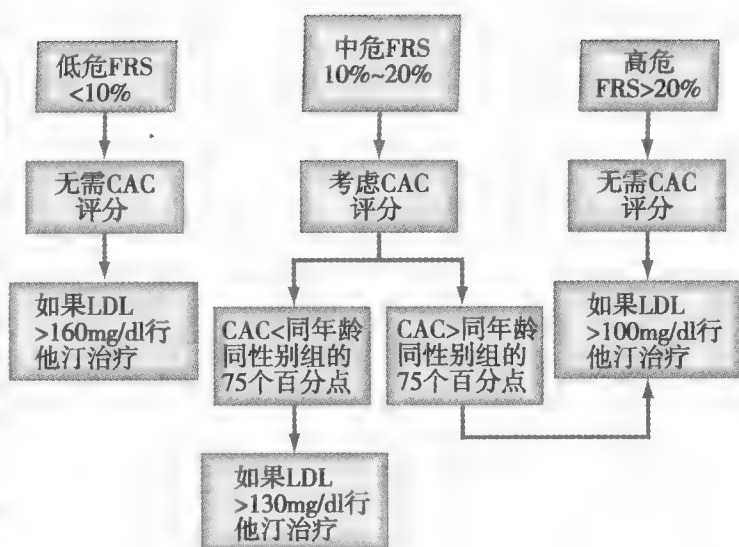 低危FRS
<10%
中危FRS
10%~20%
高危
FRS>20%
无需CAC
评分
考虑CAC
评分
无需CAC
评分
如果LDL
>160mg/dl行
他汀治疗
CAC<同年龄
同性别组的
75个百分点
CAC>同年龄
同性别组的
75个百分点
如果LDL
>100mg/dl行
他汀治疗
如果LDL
>130mg/dl行
他汀治疗